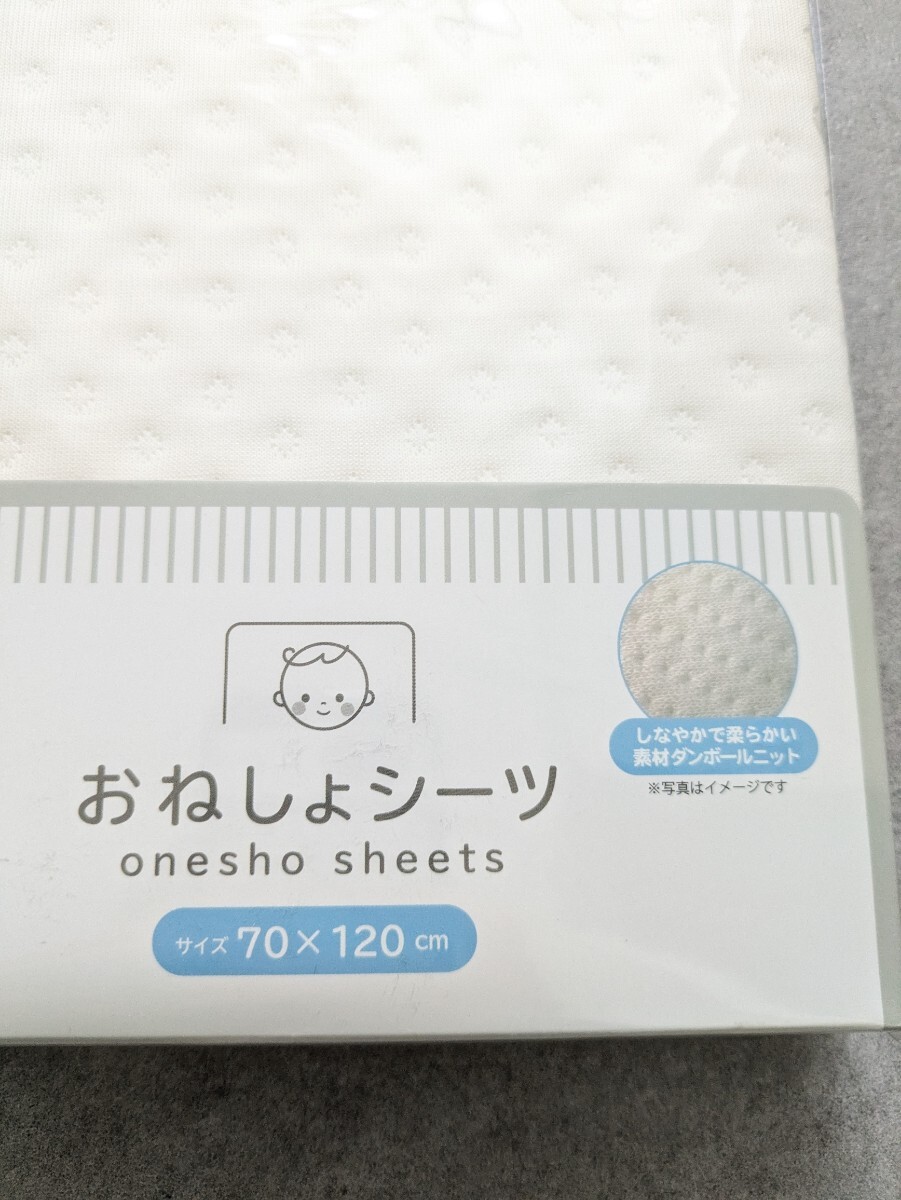 しなやかで柔らかい
素材ダンボールニット
※写真はイメージです
おねしょシーツ
onesho sheets
サイズ 70×120 cm